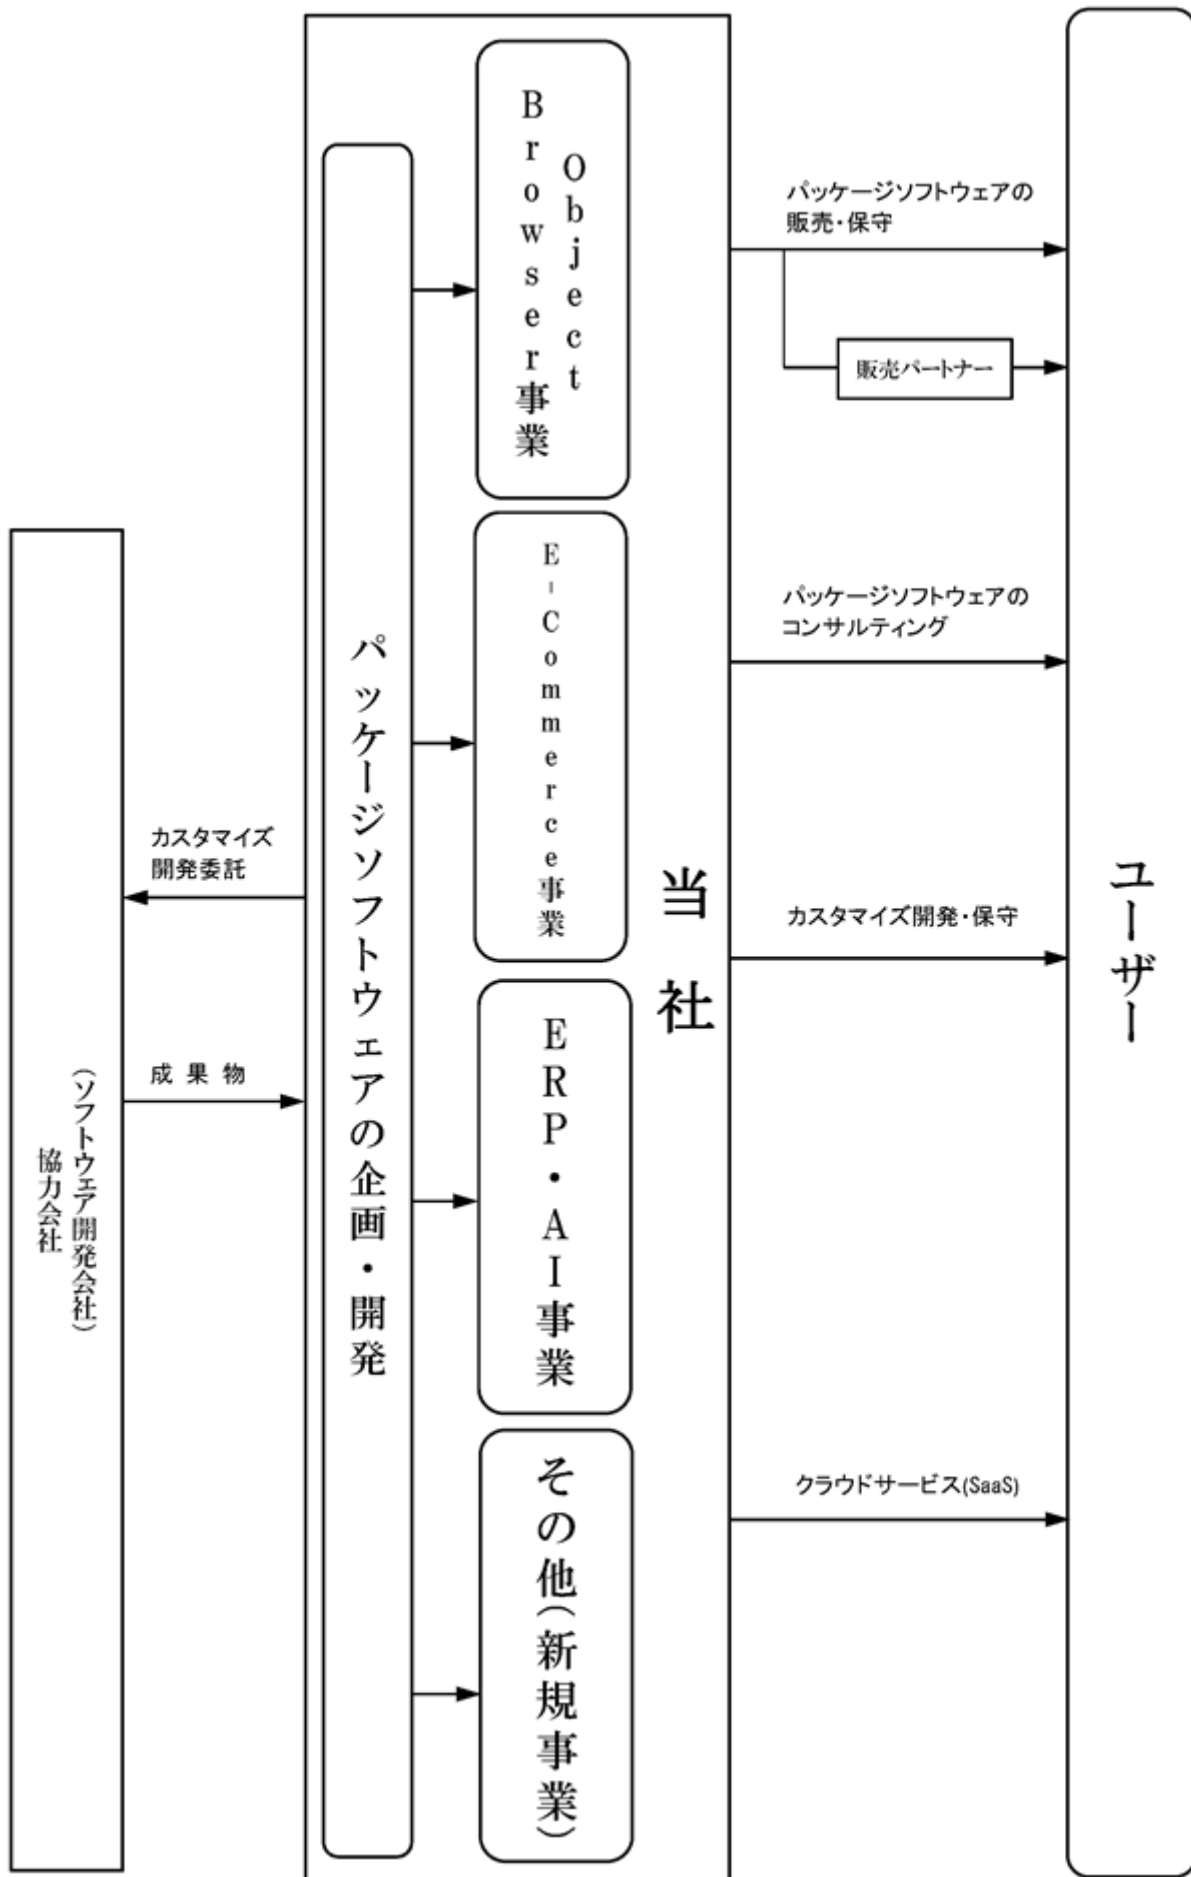 協力会社
(ソフトウェア開発会社)
カスタマイズ
開発委託
成果物
パッケージソフトウェアの企画・開発
Object
Browser事業
E-Commerce事業
ERP・AI事業
その他(新規事業)
当社
パッケージソフトウェアの
販売・保守
販売パートナー
パッケージソフトウェアの
コンサルティング
カスタマイズ開発・保守
クラウドサービス(SaaS)
ユーザー